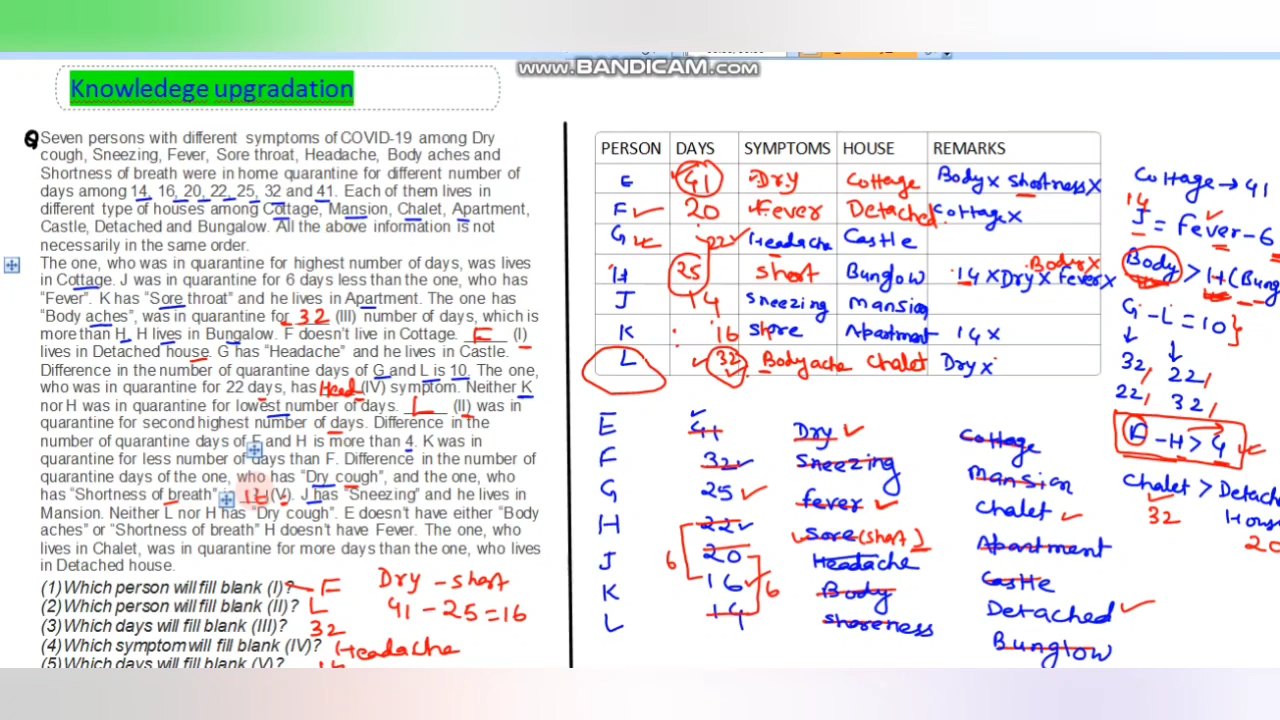 www.BANDICAM.com
Knowledege upgradation
Q Seven persons with different symptoms of COVID-19 among Dry
cough, Sneezing, Fever, Sore throat, Headache, Body aches and
Shortness of breath were in home quarantine for different number of
days among 14, 16, 20, 22, 25, 32 and 41. Each of them lives in
different type of houses among Cottage, Mansion, Chalet, Apartment,
Castle, Detached and Bungalow. All the above information is not
necessarily in the same order.
The one, who was in quarantine for highest number of days, was lives
in Cottage. J was in quarantine for 6 days less than the one, who has
"Fever". K has "Sore throat" and he lives in Apartment. The one has
"Body aches", was in quarantine for 32 (III) number of days, which is
more than H. H lives in Bungalow. F doesn't live in Cottage. F (I)
lives in Detached house. G has "Headache" and he lives in Castle.
Difference in the number of quarantine days of G and L is 10. The one,
who was in quarantine for 22 days, has Head (IV) symptom. Neither K
nor H was in quarantine for lowest number of days. L (II) was in
quarantine for second highest number of days. Difference in the
number of quarantine days of and H is more than 4. K was in
quarantine for less number of days than F. Difference in the number of
quarantine days of the one, who has "Dry cough", and the one, who
has "Shortness of breath" 16 (V). J has "Sneezing" and he lives in
Mansion. Neither L nor H has "Dry cough". E doesn't have either "Body
aches" or "Shortness of breath" H doesn't have Fever. The one, who
lives in Chalet, was in quarantine for more days than the one, who lives
in Detached house.
(1) Which person will fill blank (I)? F
(2) Which person will fill blank (II)? L
(3) Which days will fill blank (III)? 32
(4) Which symptom will fill blank (IV)? Headache
(5) Which days will fill blank (V)?
Dry - short
41 - 25 = 16
PERSON DAYS SYMPTOMS HOUSE REMARKS
E 41 Dry Cottage Body x shortness x
F 20 Fever Detached Cottage x
G 22 Headache Castle
H 25 short Bunglow 14 x Dry x Fever x Body x
J 14 sneezing mansion
K 16 shore Apartment 14 x
L 32 Bodyache Chalet Dry x
E 41 Dry Cottage
F 32 Sneezing Mansion
G 25 fever Chalet
H 22 Sore (short) Apartment
J 20 Headache Castle
K 16 Body Detached
L 14 shoreness Bunglow
6
6
Cottage → 41
14
J = Fever - 6
Body > H (Bung
G - L = 10 }
32 22
22 32
- H > 4
Chalet > Detach
32 Hous